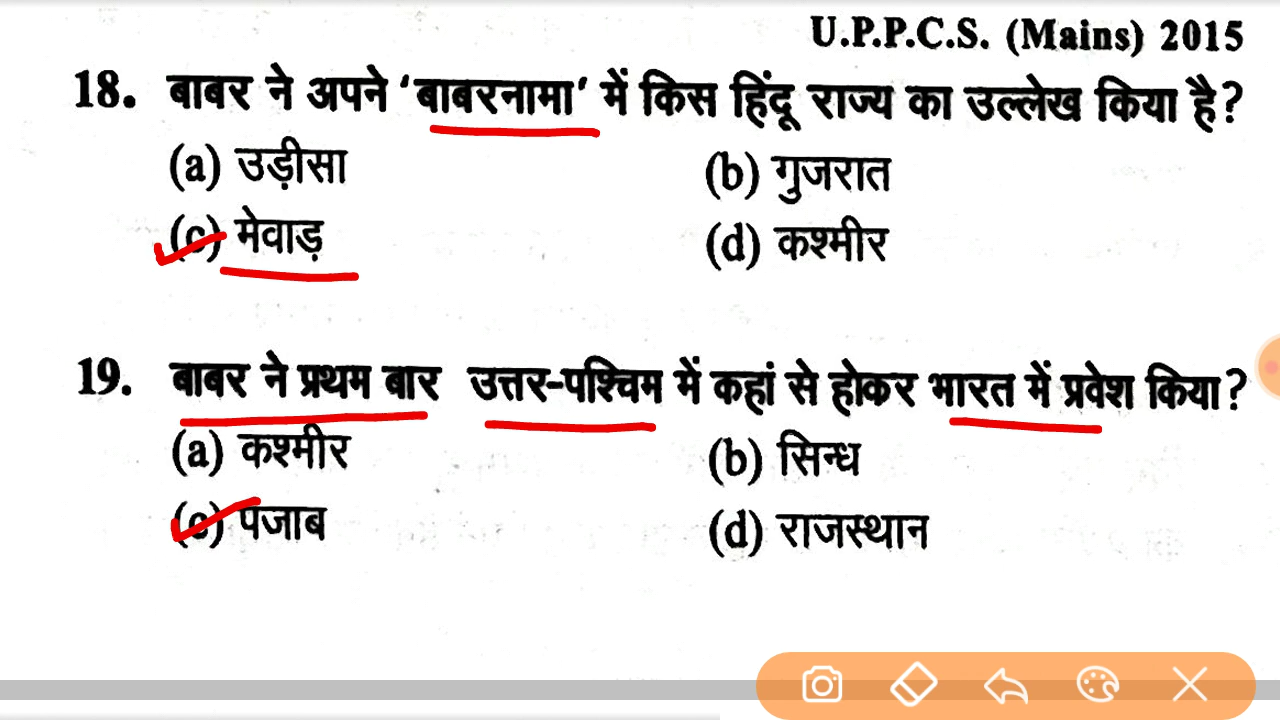 U.P.P.C.S. (Mains) 2015
18. बाबर ने अपने ‘बाबरनामा’ में किस हिंदू राज्य का उल्लेख किया है?
(a) उड़ीसा (b) गुजरात
(c) मेवाड़ (d) कश्मीर
19. बाबर ने प्रथम बार उत्तर-पश्चिम में कहां से होकर भारत में प्रवेश किया?
(a) कश्मीर (b) सिन्ध
(c) पंजाब (d) राजस्थान